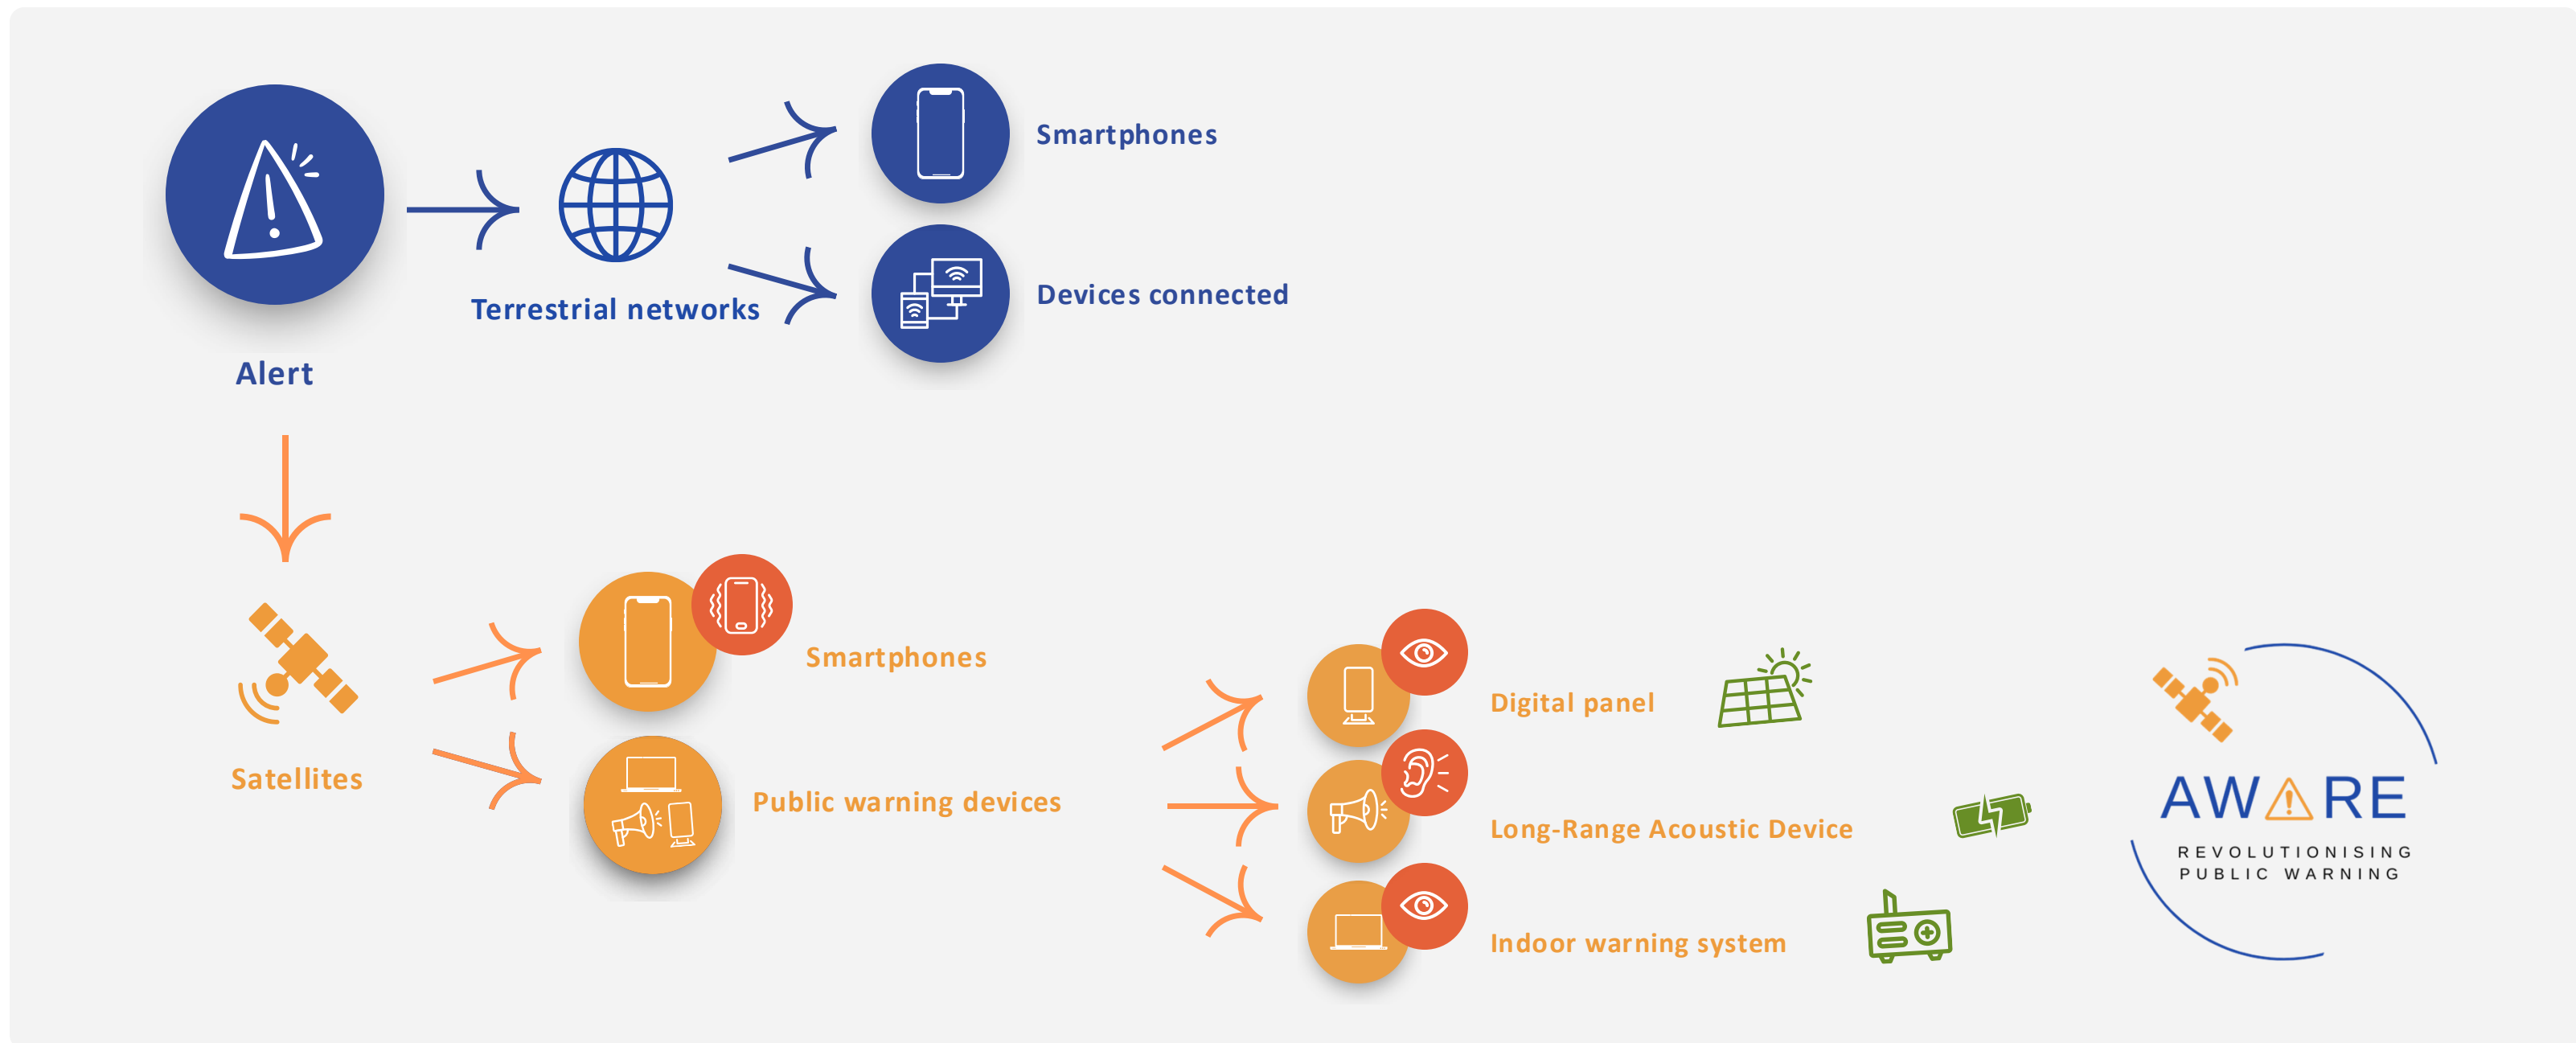 Smartphones
Devices connected
Terrestrial networks
Alert
Smartphones
Satellites
Public warning devices
Digital panel
Long-Range Acoustic Device
Indoor warning system
AWARE
REVOLUTIONISING
PUBLIC WARNING